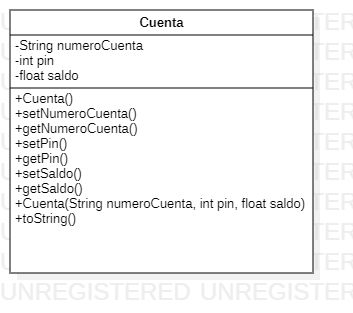 Cuenta
-String numeroCuenta
-int pin
-float saldo
+Cuenta()
+setNumeroCuenta()
+getNumeroCuenta()
+setPin()
+getPin()
+setSaldo()
+getSaldo()
+Cuenta(String numeroCuenta, int pin, float saldo)
+toString()
UNREGISTERED UNREGISTER